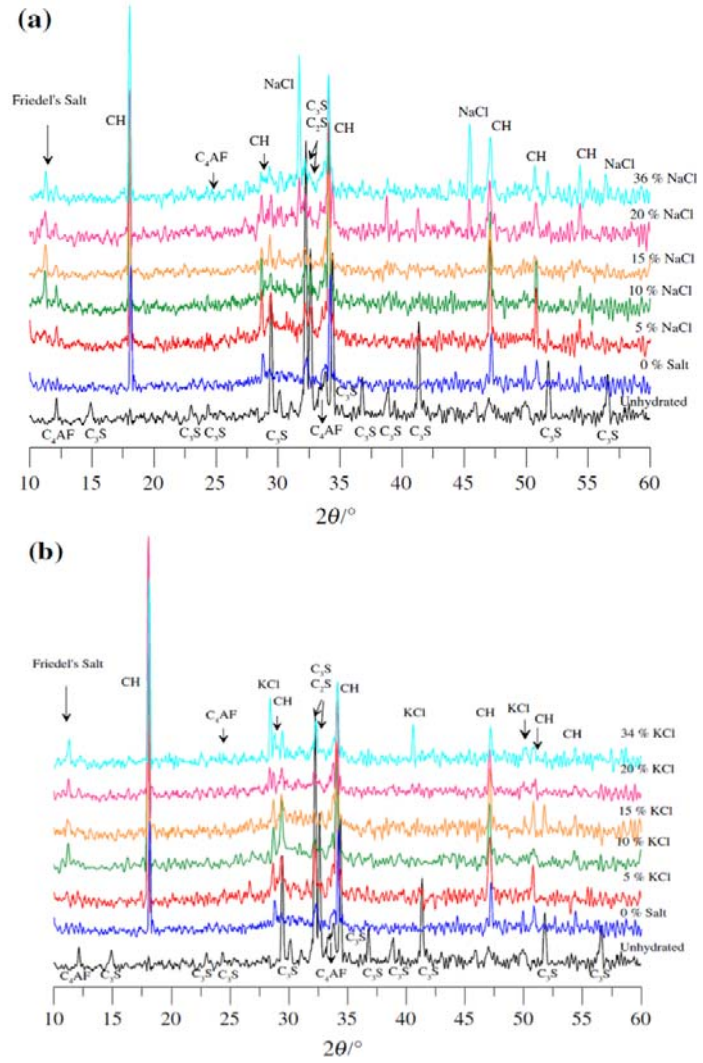 (a)
NaCl
Friedel's Salt
C₃S
C₂S
CH
C₄AF
CH
CH
NaCl
CH
CH
CH
NaCl
36 % NaCl
20 % NaCl
15 % NaCl
10 % NaCl
5 % NaCl
0 % Salt
Unhydrated
C₃S
C₄AF
C₃S
C₃S
C₃S
C₃S
C₄AF
C₃S
C₃S
C₃S
C₃S
C₃S
10 15 20 25 30 35 40 45 50 55 60
2θ/°
(b)
Friedel's Salt
C₃S
C₂S
CH
C₄AF
KCl
CH
CH
KCl
CH
KCl
CH
CH
34 % KCl
20 % KCl
15 % KCl
10 % KCl
5 % KCl
0 % Salt
Unhydrated
C₃S
C₄AF
C₃S
C₃S
C₃S
C₃S
C₄AF
C₃S
C₃S
C₃S
C₃S
C₃S
10 15 20 25 30 35 40 45 50 55 60
2θ/°